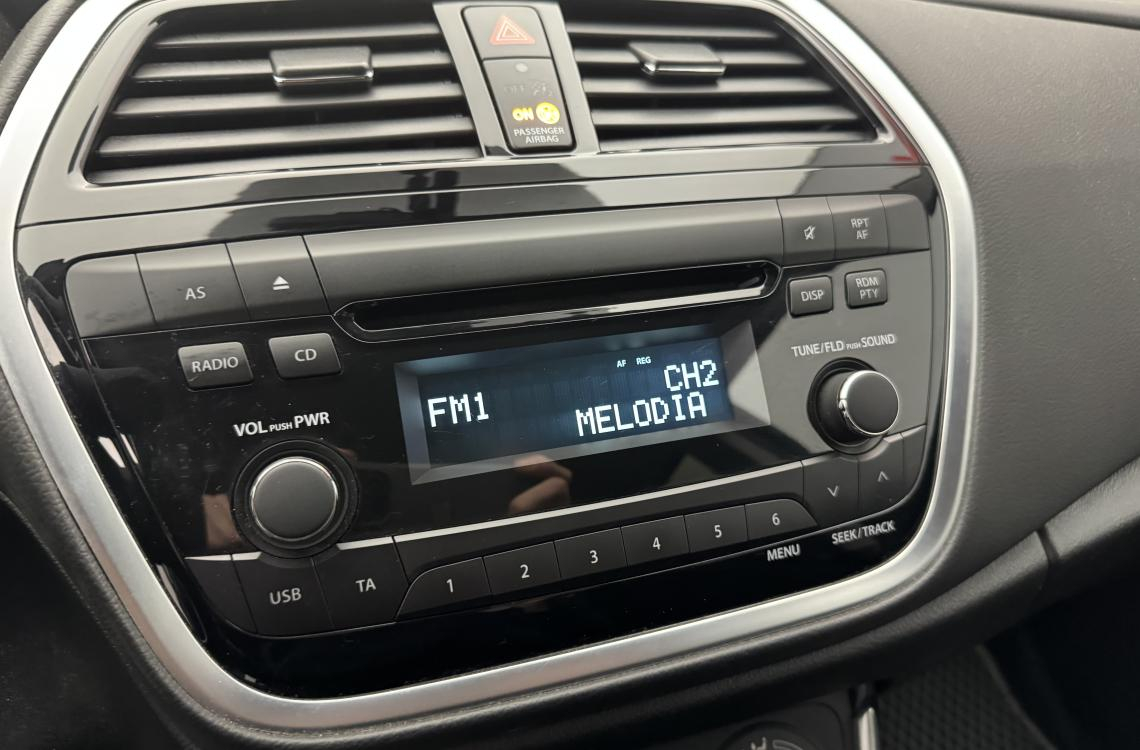 OFF
ON
PASSENGER
AIRBAG
AS
RPT
AF
DISP
RDM
PTY
RADIO
CD
TUNE/FLD PUSH SOUND
AF REG
CH2
FM1
MELODIA
VOL PUSH PWR
USB
TA
1
2
3
4
5
6
MENU
SEEK/TRACK